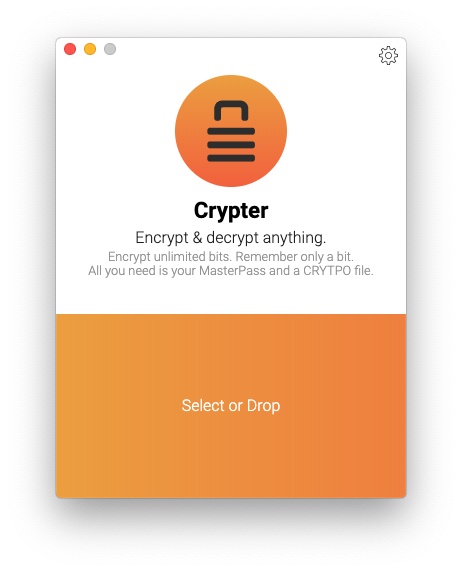 Crypter
Encrypt & decrypt anything.
Encrypt unlimited bits. Remember only a bit.
All you need is your MasterPass and a CRYTPO file.
Select or Drop